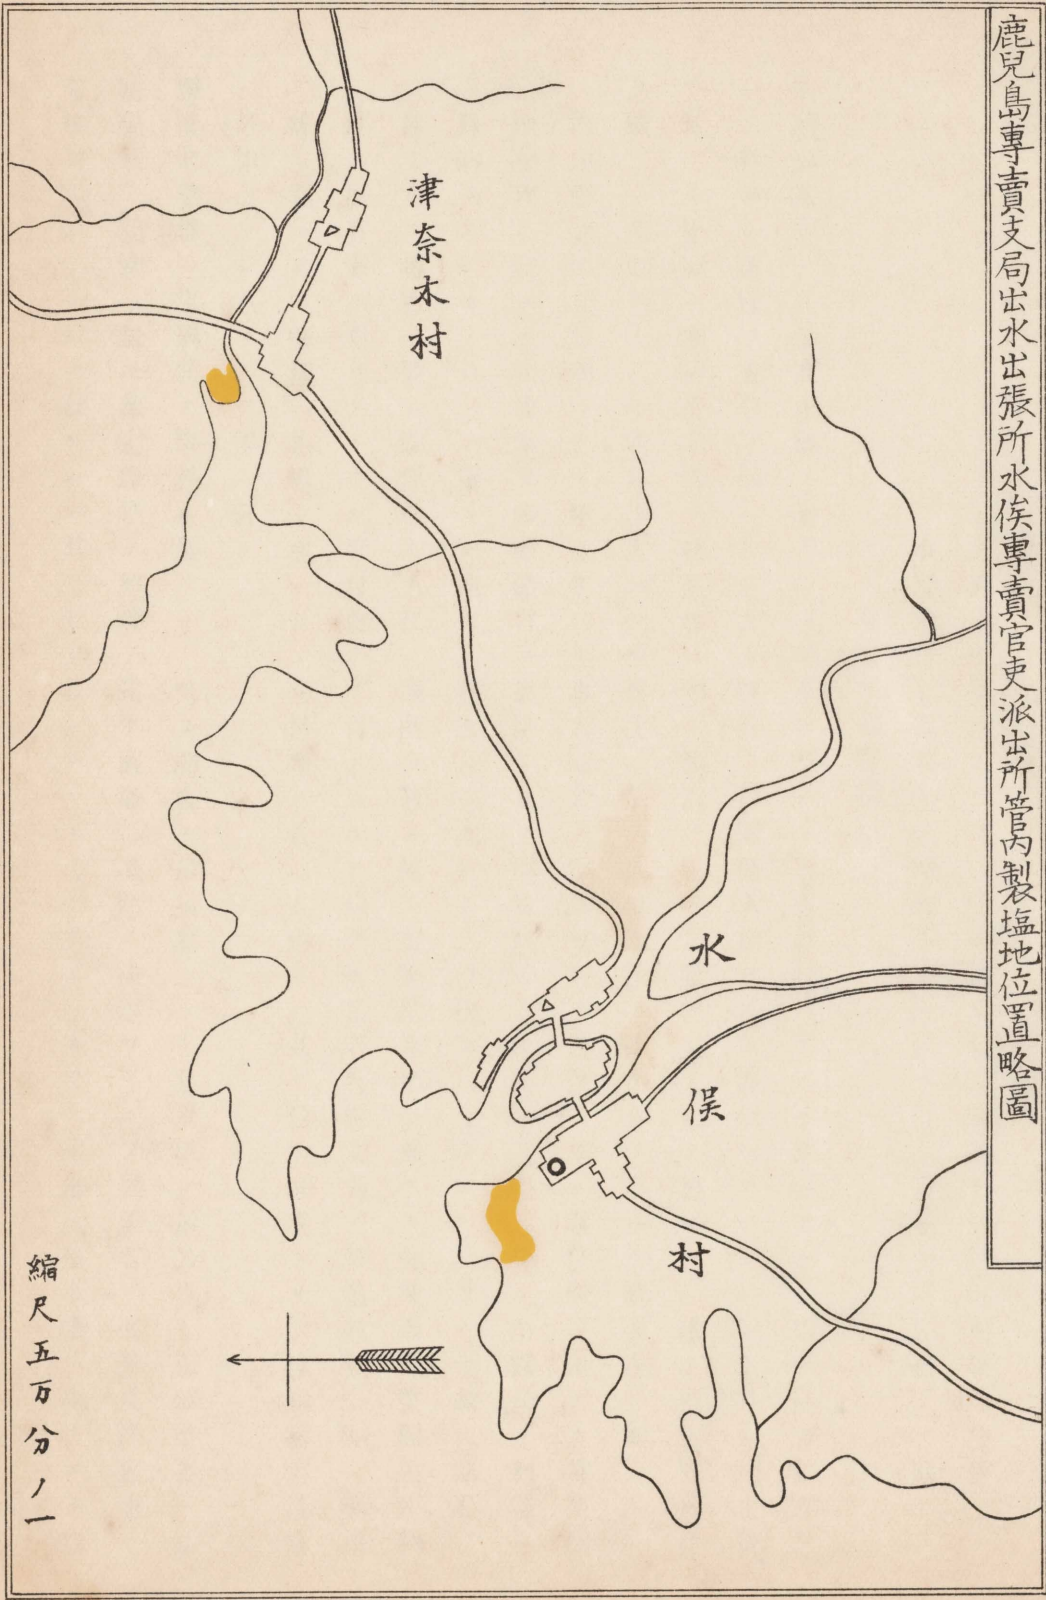 鹿兒島專賣支局出水出張所水俣專賣官吏派出所管内製塩地位置略圖
津奈木村
水俣村
縮尺五万分ノ一